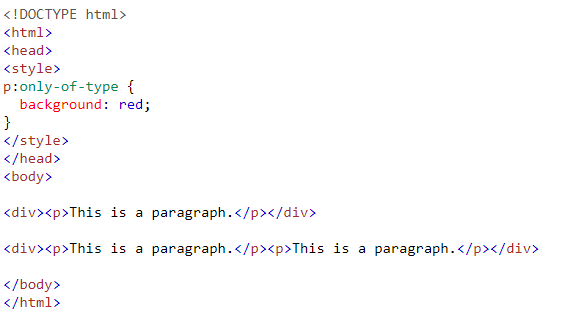 <!DOCTYPE html>
<html>
<head>
<style>
p:only-of-type {
  background: red;
}
</style>
</head>
<body>

<div><p>This is a paragraph.</p></div>

<div><p>This is a paragraph.</p><p>This is a paragraph.</p></div>

</body>
</html>